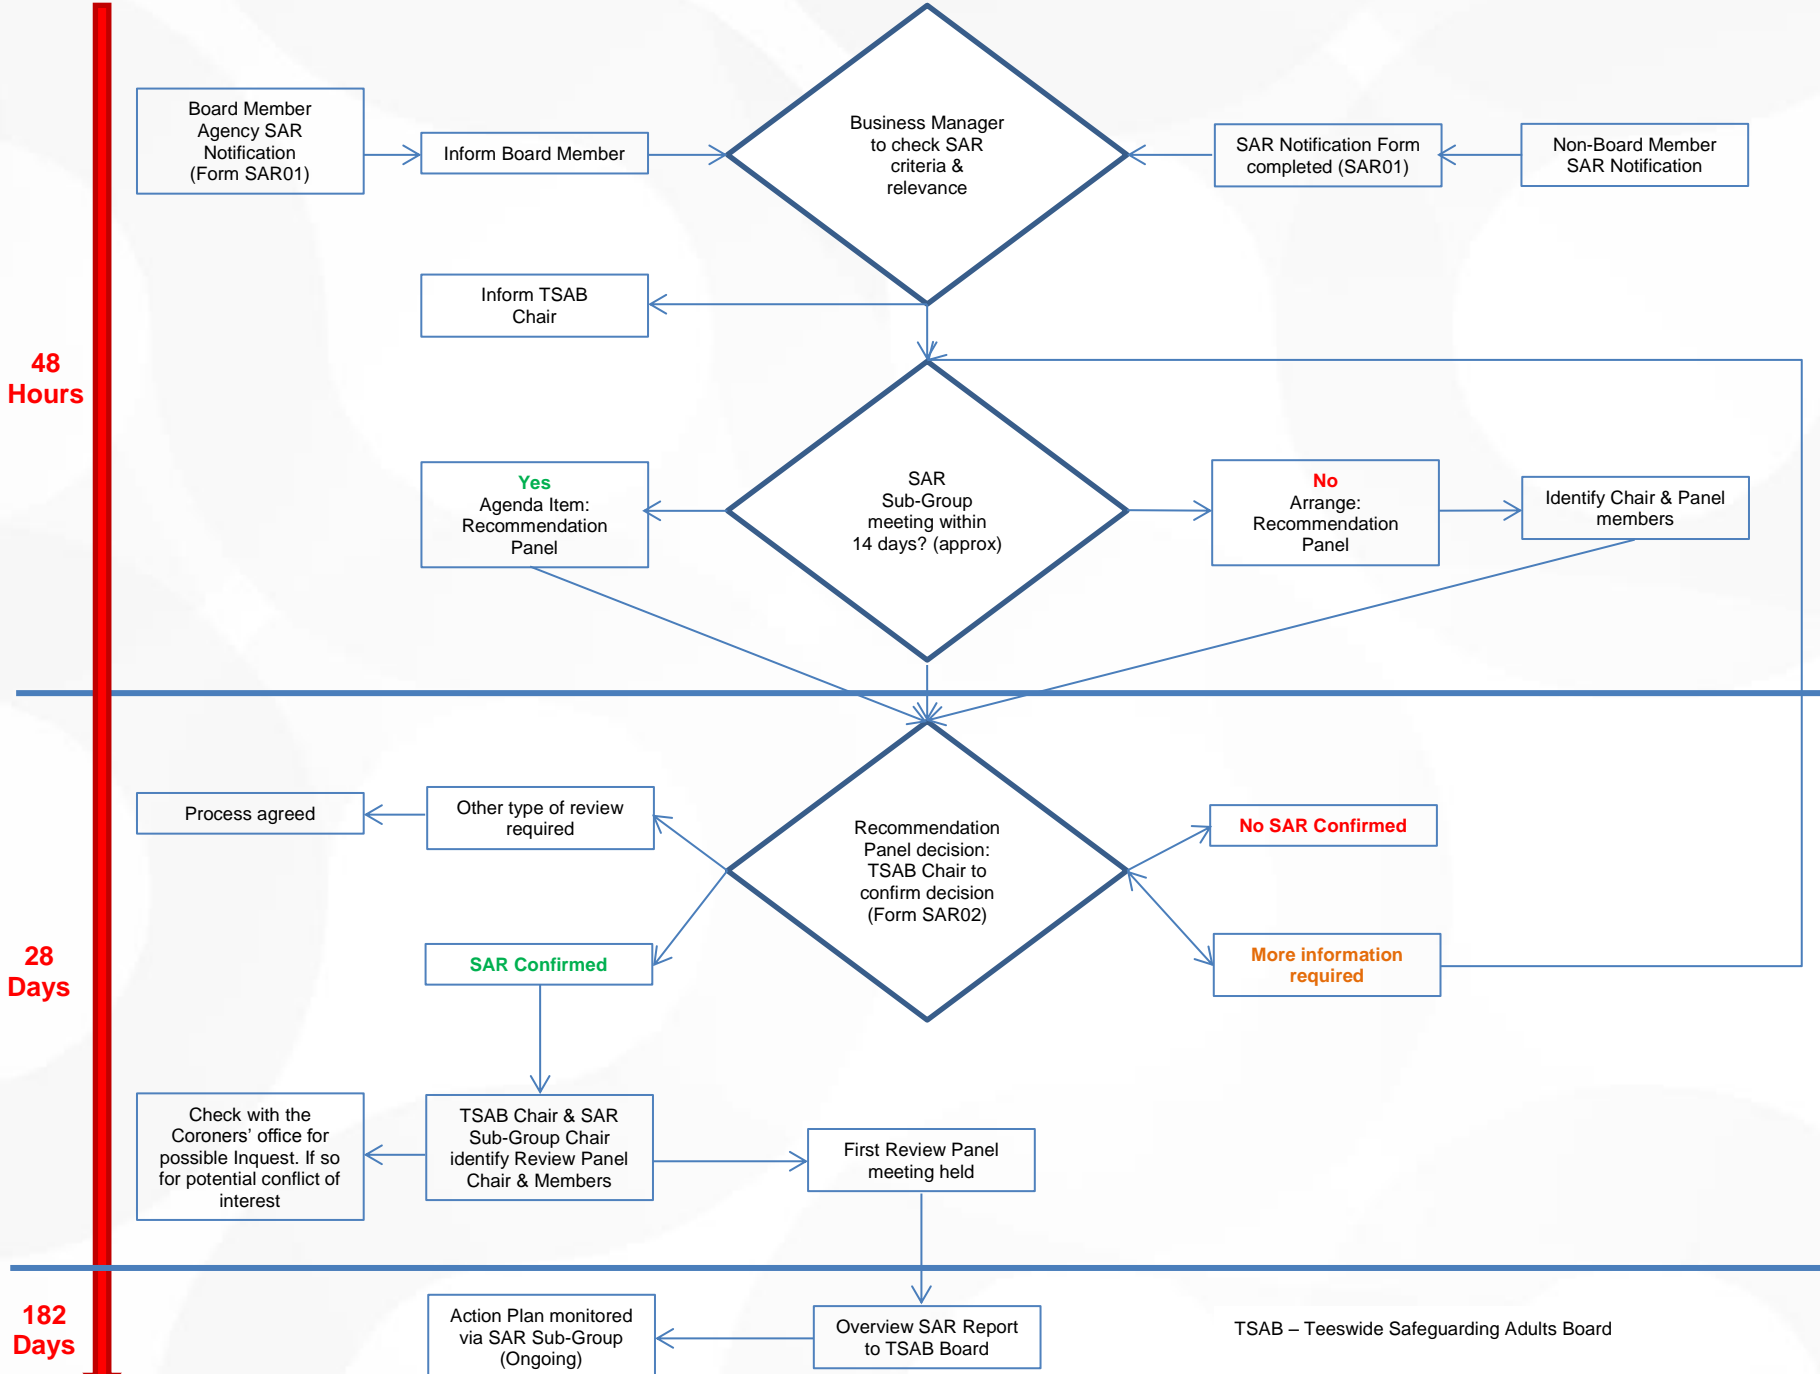 Board Member
Agency SAR
Notification
(Form SAR01)
Inform Board Member
Business Manager
to check SAR
criteria &
relevance
SAR Notification Form
completed (SAR01)
Non-Board Member
SAR Notification
Inform TSAB
Chair
48
Hours
Yes
Agenda Item:
Recommendation
Panel
SAR
Sub-Group
meeting within
14 days? (approx)
No
Arrange:
Recommendation
Panel
Identify Chair & Panel
members
Process agreed
Other type of review
required
Recommendation
Panel decision:
TSAB Chair to
confirm decision
(Form SAR02)
No SAR Confirmed
28
Days
SAR Confirmed
More information
required
Check with the
Coroners’ office for
possible Inquest. If so
for potential conflict of
interest
TSAB Chair & SAR
Sub-Group Chair
identify Review Panel
Chair & Members
First Review Panel
meeting held
182
Days
Action Plan monitored
via SAR Sub-Group
(Ongoing)
Overview SAR Report
to TSAB Board
TSAB – Teeswide Safeguarding Adults Board